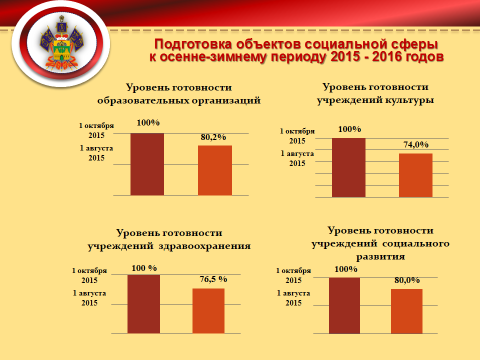 Подготовка объектов социальной сферы
к осенне-зимнему периоду 2015 - 2016 годов
Уровень готовности
образовательных организаций
1 октября
2015
1 августа
2015
100%
80,2%
Уровень готовности
учреждений культуры
1 октября
2015
1 августа
2015
100%
74,0%
Уровень готовности
учреждений здравоохранения
1 октября
2015
1 августа
2015
100 %
76,5 %
Уровень готовности
учреждений социального
развития
1 октября
2015
1 августа
2015
100%
80,0%